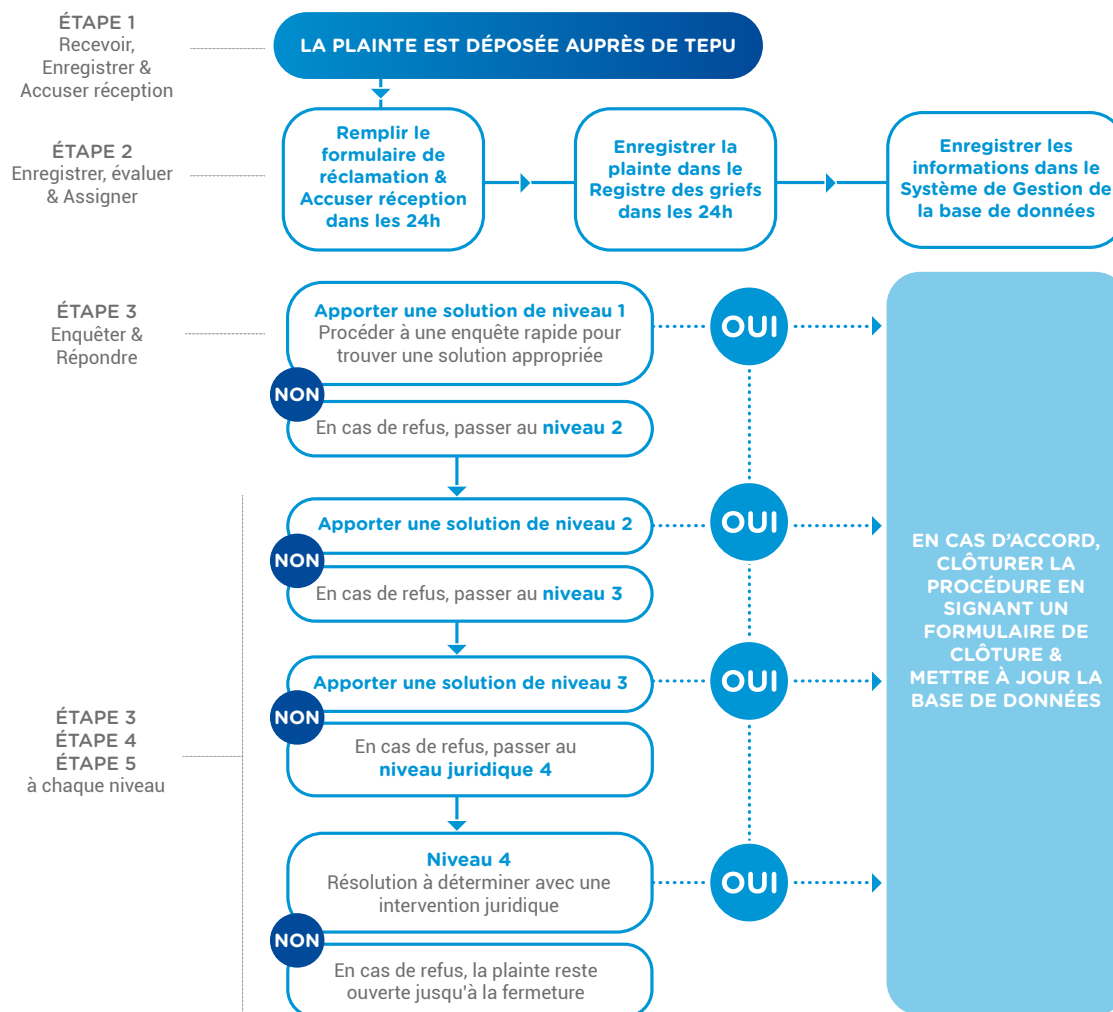 ÉTAPE 1
Recevoir,
Enregistrer &
Accuser réception
LA PLAINTE EST DÉPOSÉE AUPRÈS DE TEPU
ÉTAPE 2
Enregistrer, évaluer
& Assigner
Remplir le
formulaire de
réclamation &
Accuser réception
dans les 24h
Enregistrer la
plainte dans le
Registre des griefs
dans les 24h
Enregistrer les
informations dans le
Système de Gestion de
la base de données
ÉTAPE 3
Enquêter &
Répondre
Apporter une solution de niveau 1
Procéder à une enquête rapide pour
trouver une solution appropriée
OUI
NON
En cas de refus, passer au niveau 2
Apporter une solution de niveau 2
OUI
NON
En cas de refus, passer au niveau 3
Apporter une solution de niveau 3
OUI
NON
En cas de refus, passer au
niveau juridique 4
ÉTAPE 3
ÉTAPE 4
ÉTAPE 5
à chaque niveau
Niveau 4
Résolution à déterminer avec une
intervention juridique
OUI
NON
En cas de refus, la plainte reste
ouverte jusqu'à la fermeture
EN CAS D’ACCORD,
CLÔTURER LA
PROCÉDURE EN
SIGNANT UN
FORMULAIRE DE
CLÔTURE &
METTRE À JOUR LA
BASE DE DONNÉES